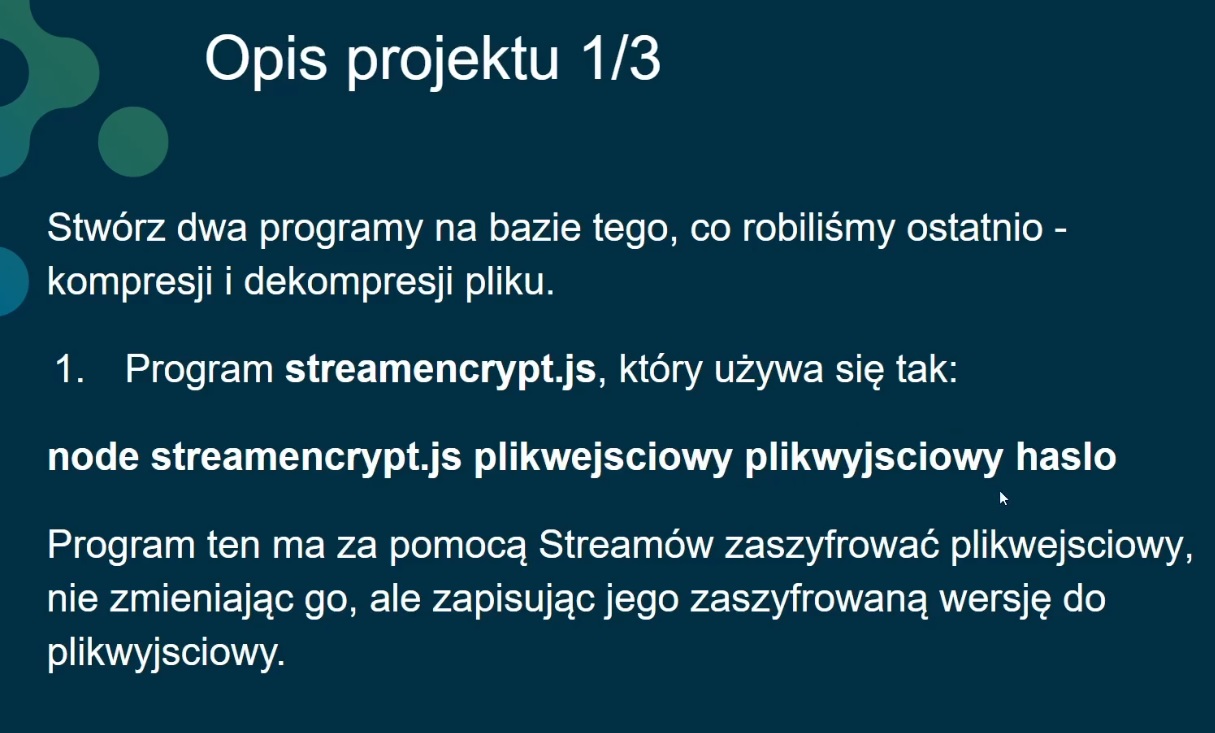 Opis projektu 1/3
Stwórz dwa programy na bazie tego, co robiliśmy ostatnio -
kompresji i dekompresji pliku.
1. Program streamencrypt.js, który używa się tak:
node streamencrypt.js plikwejsciowy plikwyjsciowy haslo
Program ten ma za pomocą Streamów zaszyfrować plikwejsciowy,
nie zmieniając go, ale zapisując jego zaszyfrowaną wersję do
plikwyjsciowy.